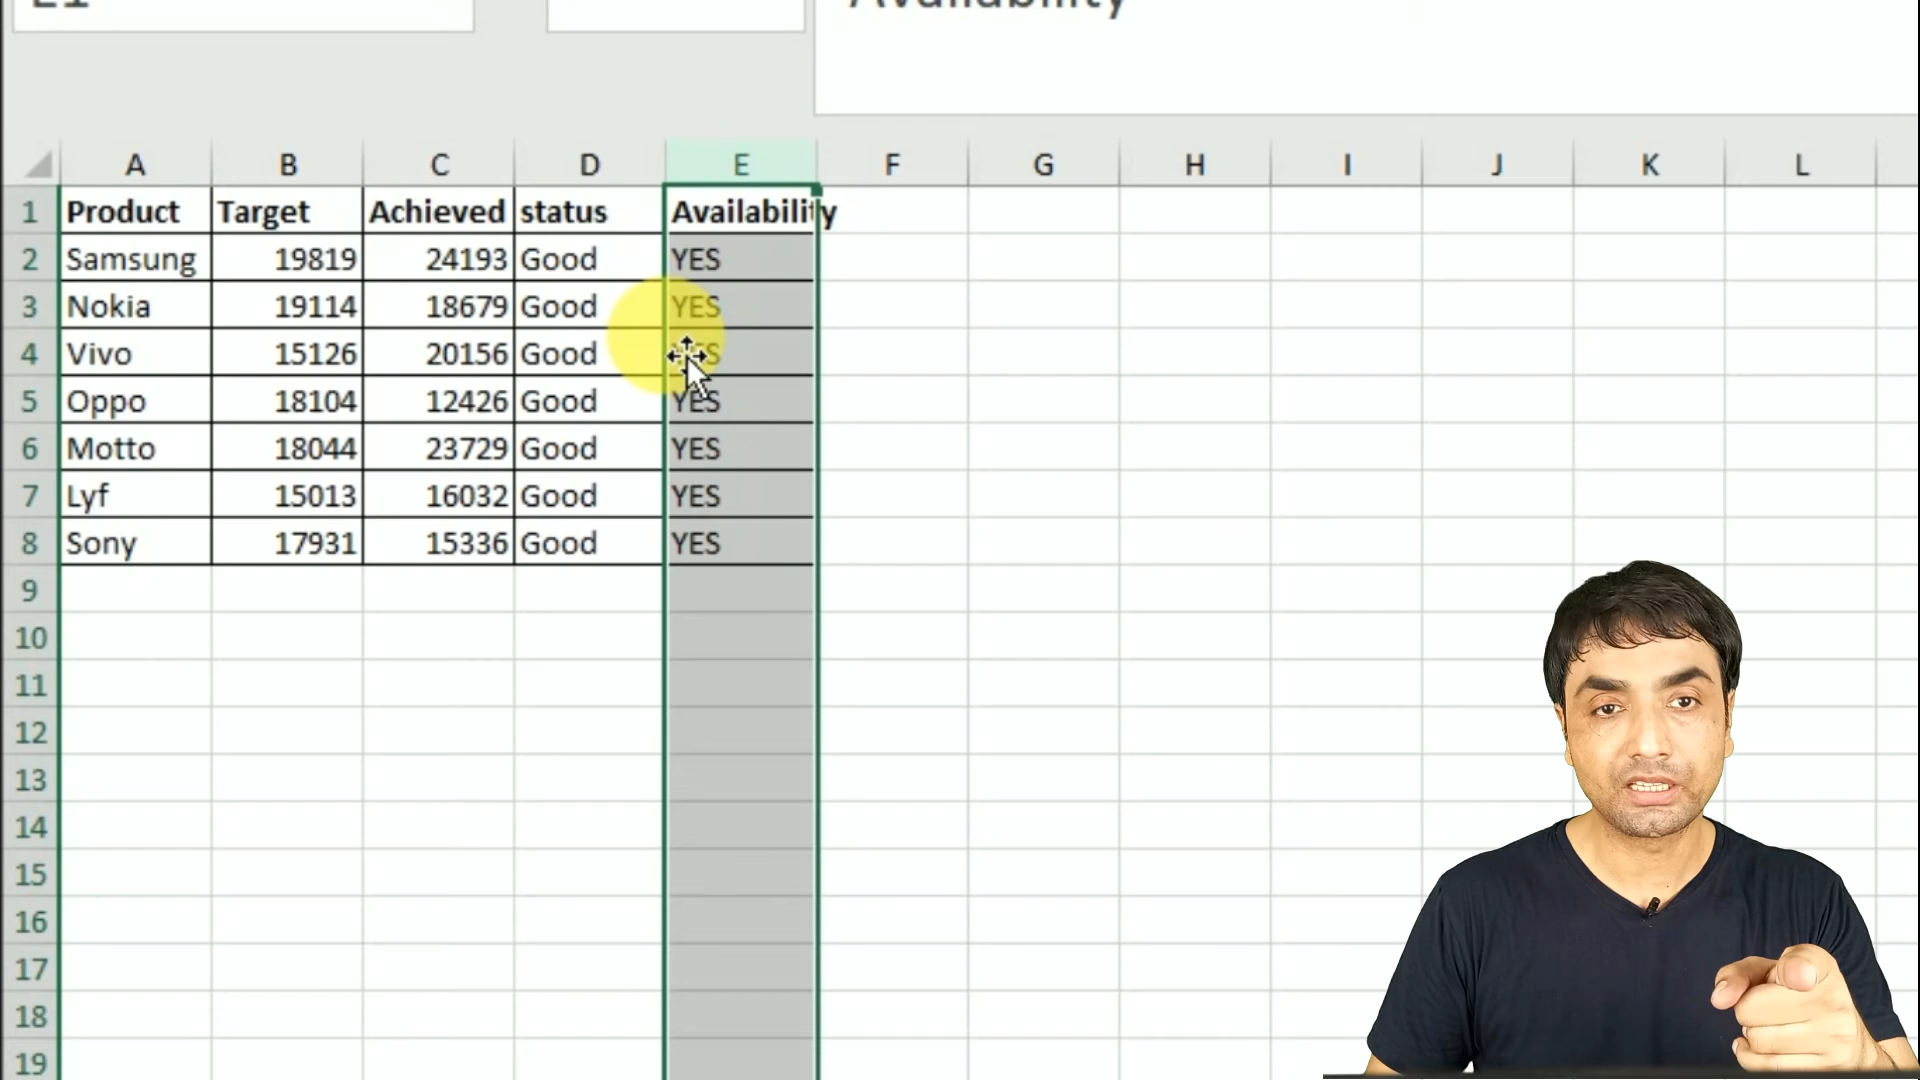 E1 Availability
A B C D E F G H I J K L
1 Product Target Achieved status Availability
2 Samsung 19819 24193 Good YES
3 Nokia 19114 18679 Good YES
4 Vivo 15126 20156 Good YES
5 Oppo 18104 12426 Good YES
6 Motto 18044 23729 Good YES
7 Lyf 15013 16032 Good YES
8 Sony 17931 15336 Good YES
9
10
11
12
13
14
15
16
17
18
19